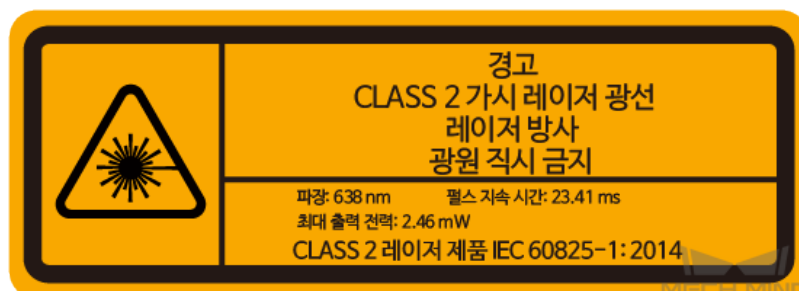 경고
CLASS 2 가시 레이저 광선
레이저 방사
광원 직시 금지
파장: 638 nm 펄스 지속 시간: 23.41 ms
최대 출력 전력: 2.46 mW
CLASS 2 레이저 제품 IEC 60825-1: 2014
MECH MIND